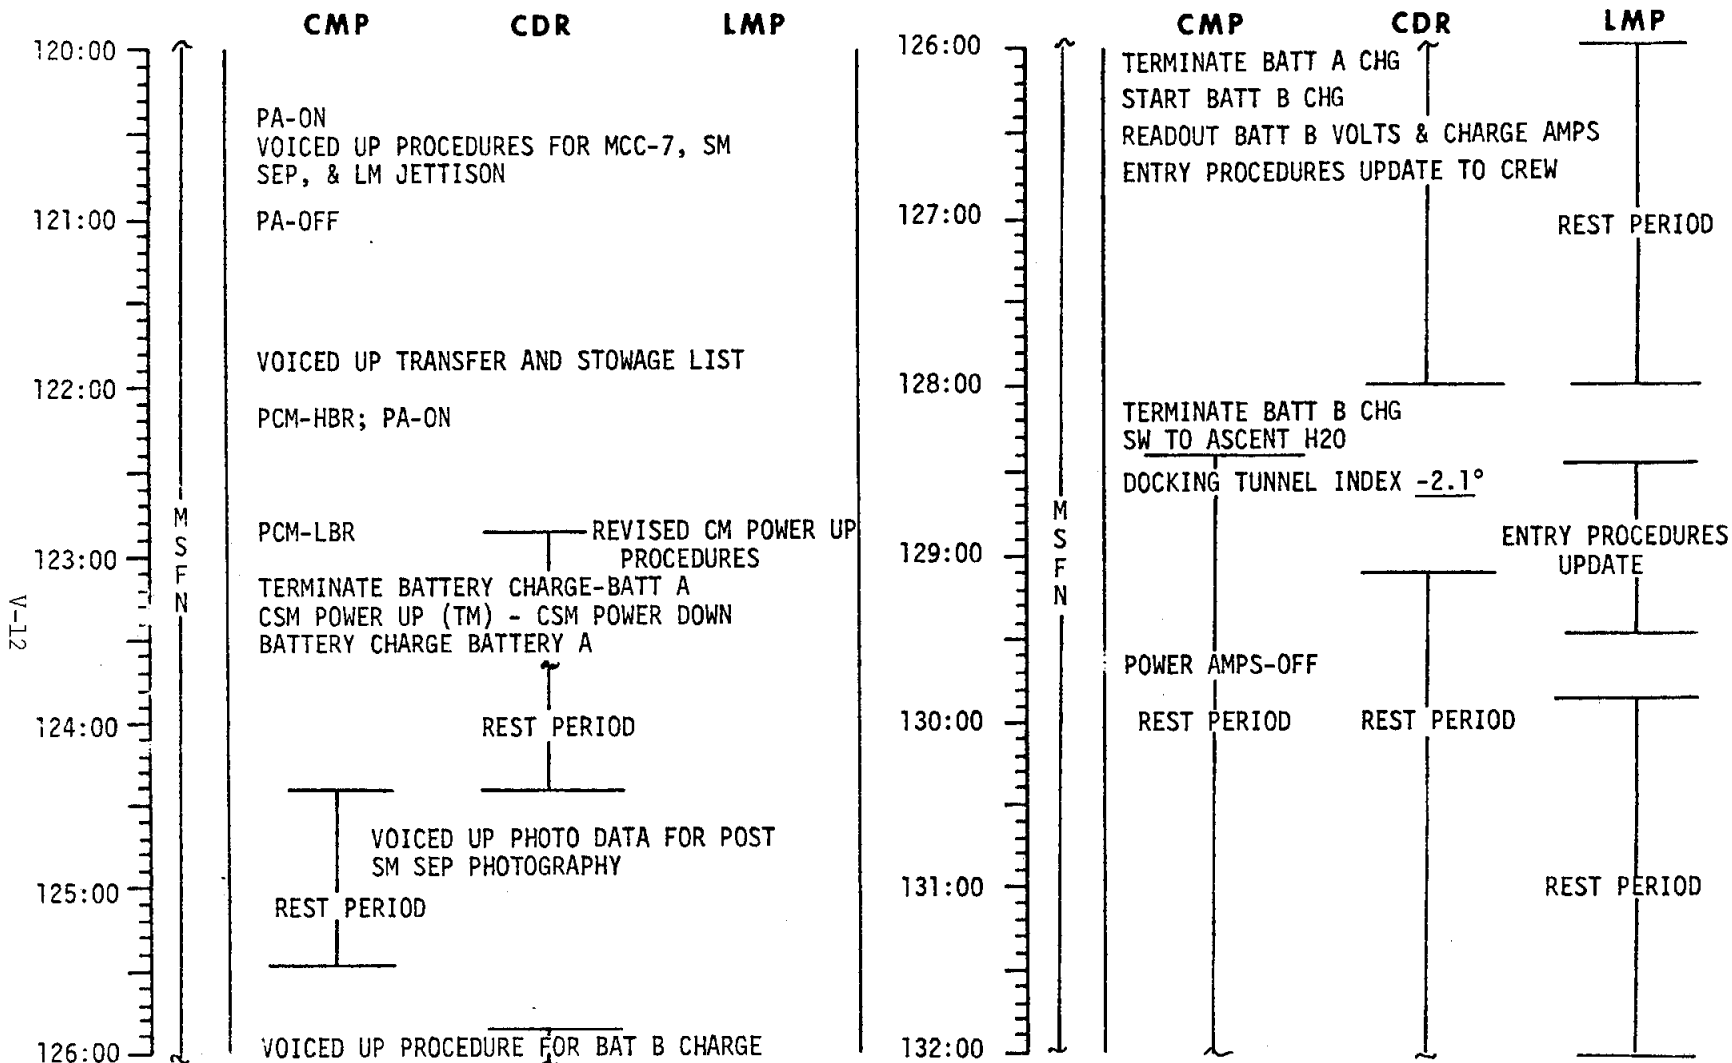 CMP CDR LMP
120:00
PA-ON
VOICED UP PROCEDURES FOR MCC-7, SM
SEP, & LM JETTISON
121:00
PA-OFF
VOICED UP TRANSFER AND STOWAGE LIST
122:00
PCM-HBR; PA-ON
MSFN
PCM-LBR
REVISED CM POWER UP
PROCEDURES
123:00
TERMINATE BATTERY CHARGE-BATT A
CSM POWER UP (TM) - CSM POWER DOWN
BATTERY CHARGE BATTERY A
V-12
124:00
REST PERIOD
VOICED UP PHOTO DATA FOR POST
SM SEP PHOTOGRAPHY
125:00
REST PERIOD
126:00
VOICED UP PROCEDURE FOR BAT B CHARGE
CMP CDR LMP
126:00
TERMINATE BATT A CHG
START BATT B CHG
READOUT BATT B VOLTS & CHARGE AMPS
ENTRY PROCEDURES UPDATE TO CREW
127:00
REST PERIOD
128:00
TERMINATE BATT B CHG
SW TO ASCENT H2O
DOCKING TUNNEL INDEX -2.1°
MSFN
129:00
ENTRY PROCEDURES
UPDATE
POWER AMPS-OFF
130:00
REST PERIOD REST PERIOD
131:00
REST PERIOD
132:00